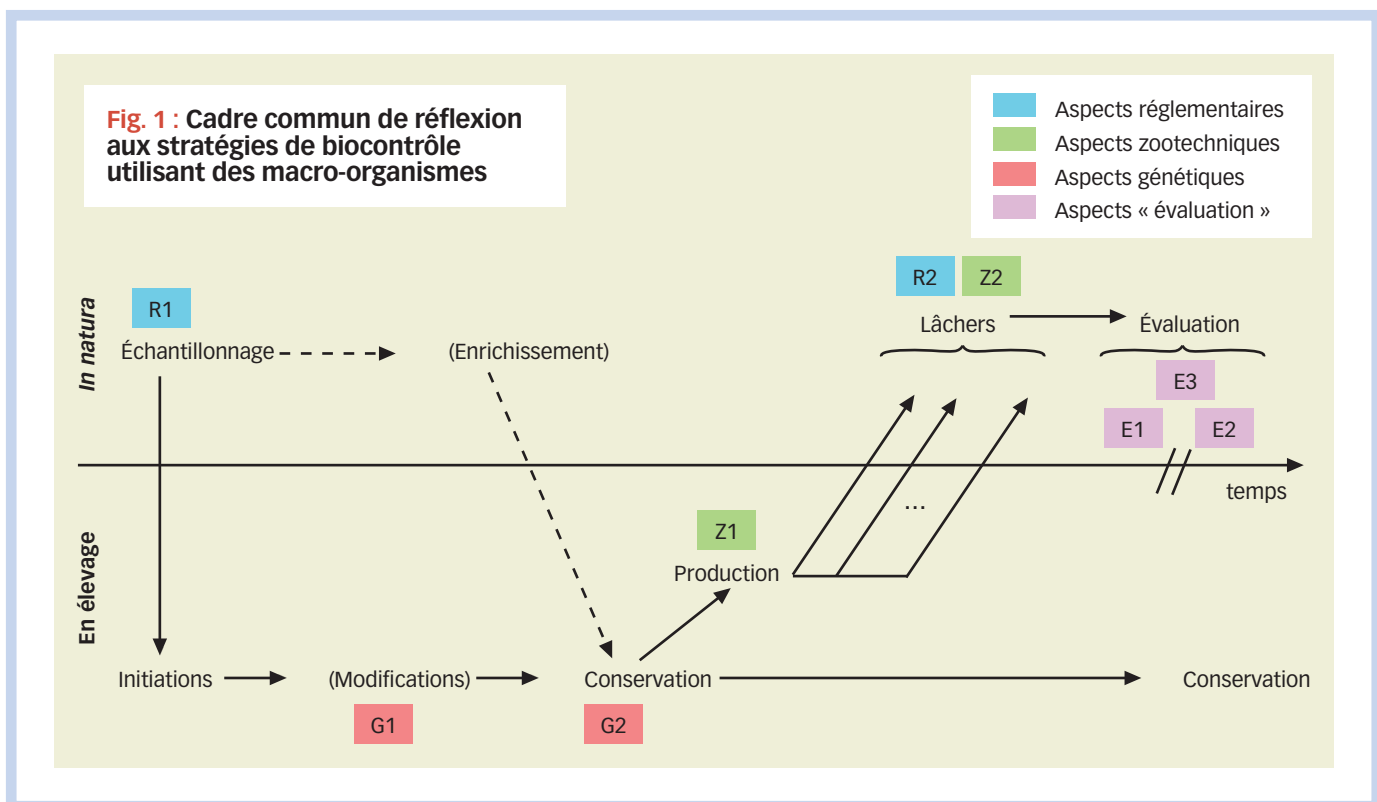 Fig. 1 : Cadre commun de réflexion
aux stratégies de biocontrôle
utilisant des macro-organismes
Aspects réglementaires
Aspects zootechniques
Aspects génétiques
Aspects « évaluation »
In natura
R1
Échantillonnage
(Enrichissement)
R2
Z2
Lâchers
Évaluation
E3
E1
E2
temps
En élevage
...
Z1
Production
Initiations
(Modifications)
Conservation
Conservation
G1
G2